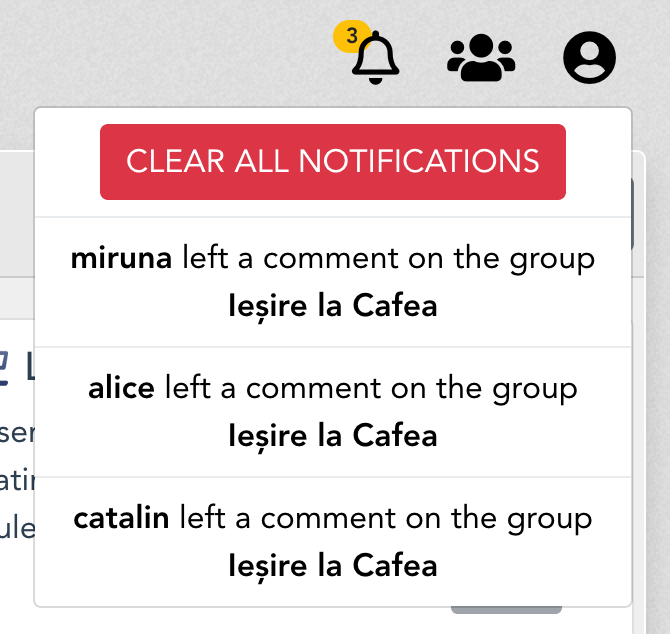 3
CLEAR ALL NOTIFICATIONS
miruna left a comment on the group
Ieșire la Cafea
alice left a comment on the group
Ieșire la Cafea
catalin left a comment on the group
Ieșire la Cafea